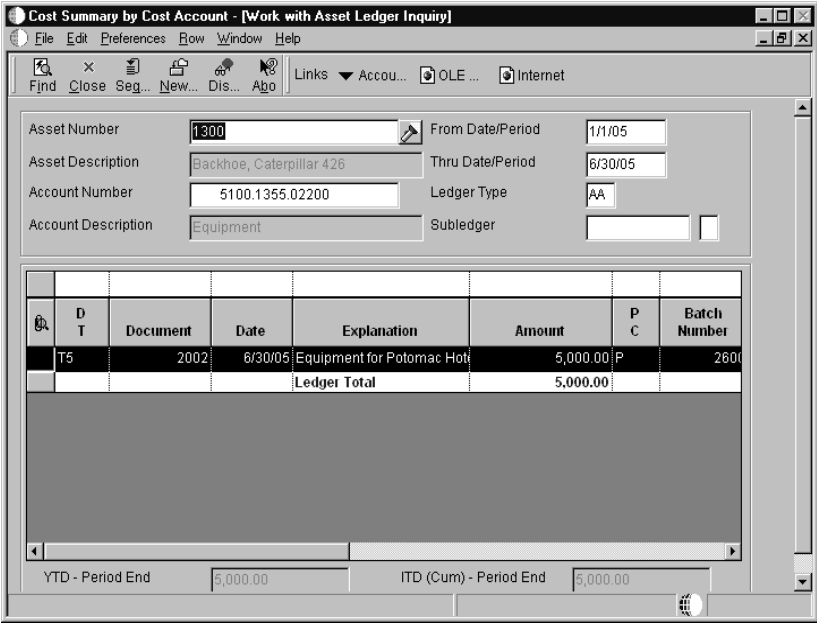 Cost Summary by Cost Account - [Work with Asset Ledger Inquiry]
File Edit Preferences Row Window Help
Find Close Seq... New... Dis... Abo Links Accou... OLE ... Internet
Asset Number 1300 From Date/Period 1/1/05
Asset Description Backhoe, Caterpillar 426 Thru Date/Period 6/30/05
Account Number 5100.1355.02200 Ledger Type AA
Account Description Equipment Subledger
D T Document Date Explanation Amount P C Batch Number
T5 2002 6/30/05 Equipment for Potomac Hot 5,000.00 P 2600
Ledger Total 5,000.00
YTD - Period End 5,000.00 ITD (Cum) - Period End 5,000.00